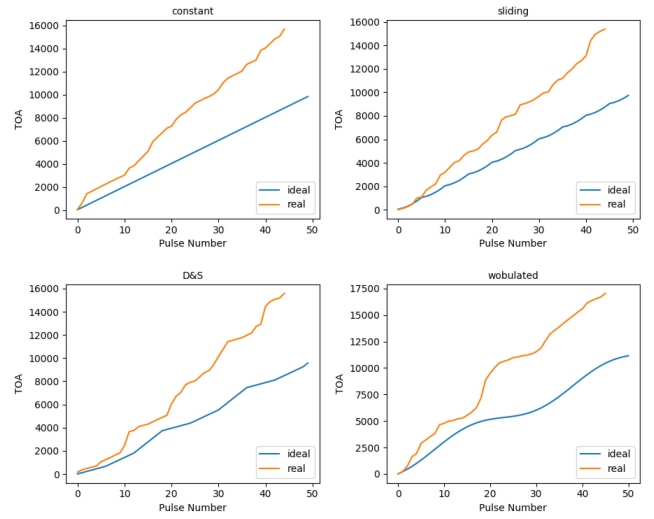 constant
16000
14000
12000
10000
8000
6000
4000
2000
0
TOA
0 10 20 30 40 50
Pulse Number
ideal
real
sliding
16000
14000
12000
10000
8000
6000
4000
2000
0
TOA
0 10 20 30 40 50
Pulse Number
ideal
real
D&S
16000
14000
12000
10000
8000
6000
4000
2000
0
TOA
0 10 20 30 40 50
Pulse Number
ideal
real
wobulated
17500
15000
12500
10000
7500
5000
2500
0
TOA
0 10 20 30 40 50
Pulse Number
ideal
real